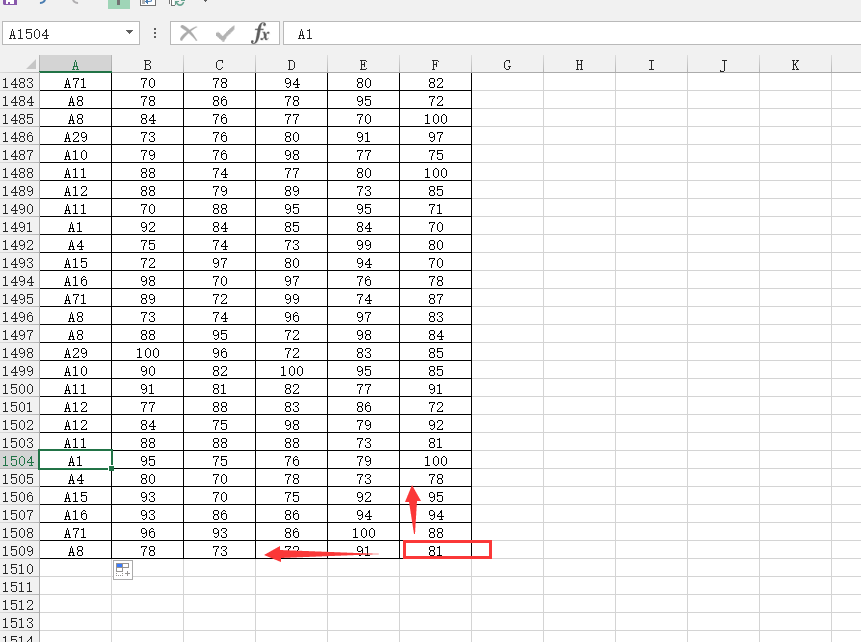 A1504 fx A1
A B C D E F G H I J K
1483 A71 70 78 94 80 82
1484 A8 78 86 78 95 72
1485 A8 84 76 77 70 100
1486 A29 73 76 80 91 97
1487 A10 79 76 98 77 75
1488 A11 88 74 77 80 100
1489 A12 88 79 89 73 85
1490 A11 70 88 95 95 71
1491 A1 92 84 85 84 70
1492 A4 75 74 73 99 80
1493 A15 72 97 80 94 70
1494 A16 98 70 97 76 78
1495 A71 89 72 99 74 87
1496 A8 73 74 96 97 83
1497 A8 88 95 72 98 84
1498 A29 100 96 72 83 85
1499 A10 90 82 100 95 85
1500 A11 91 81 82 77 91
1501 A12 77 88 83 86 72
1502 A12 84 75 98 79 92
1503 A11 88 88 88 73 81
1504 A1 95 75 76 79 100
1505 A4 80 70 78 73 78
1506 A15 93 70 75 92 95
1507 A16 93 86 86 94 94
1508 A71 96 93 86 100 88
1509 A8 78 73 72 91 81
1510
1511
1512
1513
1514